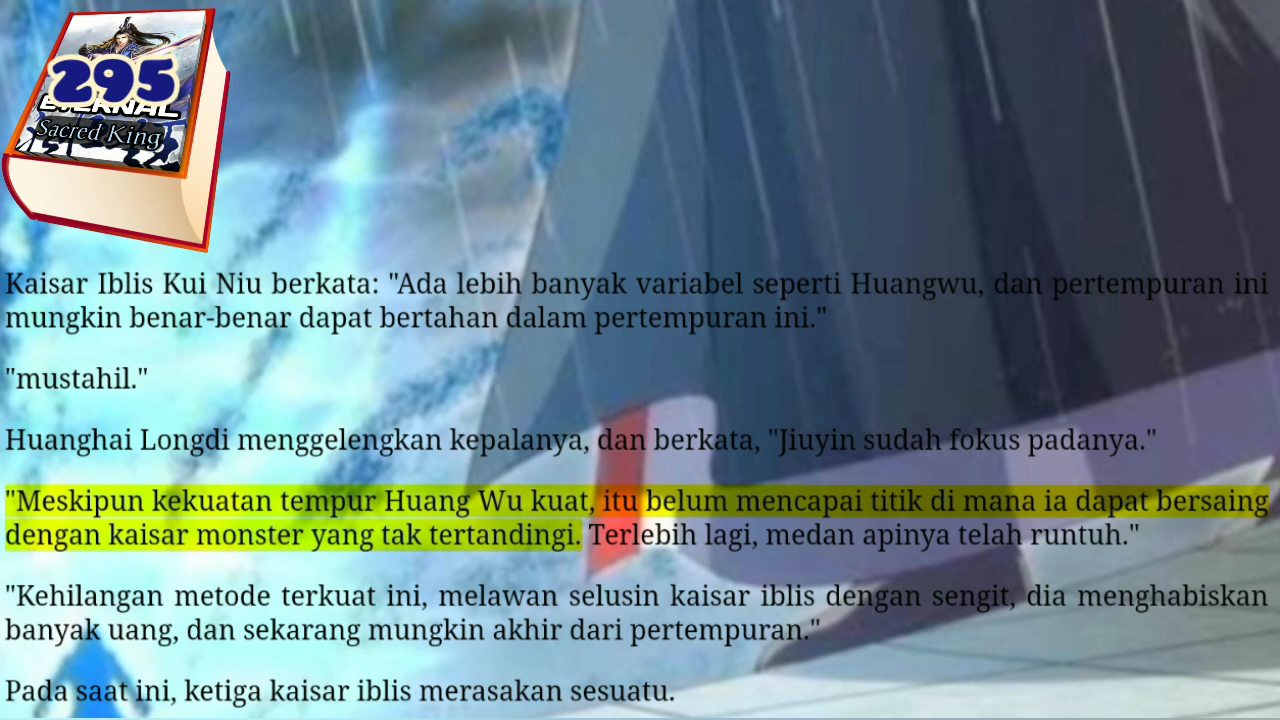 295
ETERNAL
Sacred King
Kaisar Iblis Kui Niu berkata: "Ada lebih banyak variabel seperti Huangwu, dan pertempuran ini
mungkin benar-benar dapat bertahan dalam pertempuran ini."
"mustahil."
Huanghai Longdi menggelengkan kepalanya, dan berkata, "Jiuyin sudah fokus padanya."
"Meskipun kekuatan tempur Huang Wu kuat, itu belum mencapai titik di mana ia dapat bersaing
dengan kaisar monster yang tak tertandingi. Terlebih lagi, medan apinya telah runtuh."
"Kehilangan metode terkuat ini, melawan selusin kaisar iblis dengan sengit, dia menghabiskan
banyak uang, dan sekarang mungkin akhir dari pertempuran."
Pada saat ini, ketiga kaisar iblis merasakan sesuatu.